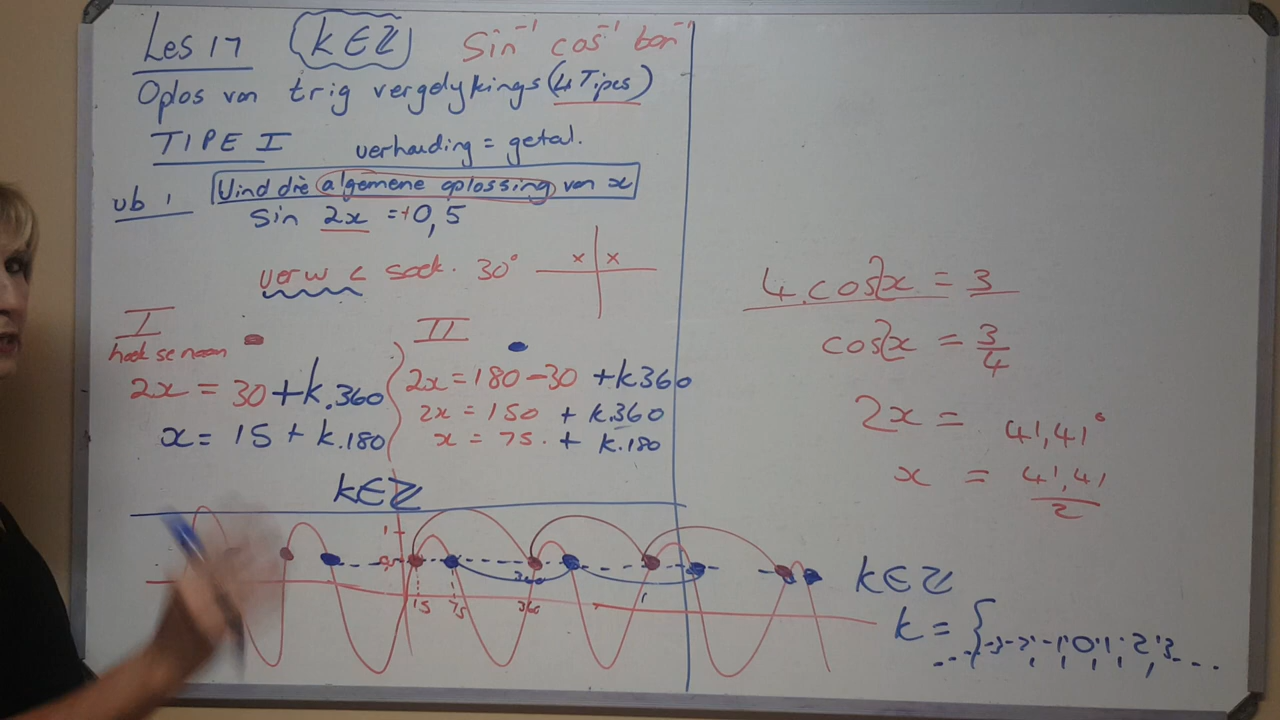 Les 17 (k∈ℤ) Sin⁻¹ cos⁻¹ tan⁻¹
Oplos van trig vergelykings (4 Tipes)
TIPE I verhouding = getal.
vb 1 Vind die algemene oplossing van x
Sin 2x = +0,5
verw < soek. 30° x x
I
II
2x = 30 + k.360
2x = 180 - 30 + k360
2x = 150 + k.360
x = 15 + k.180
x = 75. + k.180
k∈ℤ
1
15 75 360
4.cos2x = 3
cos2x = 3/4
2x = 41,41°
x = 41,41/2
k∈ℤ
k = { -3, -2, -1, 0, 1, 2, 3 ...